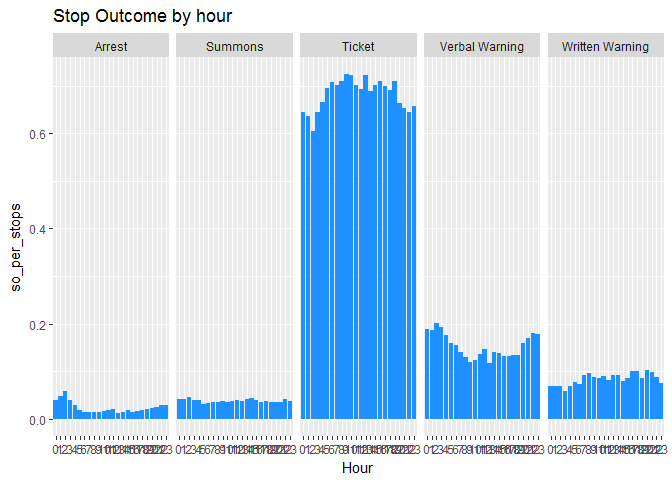 Stop Outcome by hour
Arrest
Summons
Ticket
Verbal Warning
Written Warning
so_per_stops
0.6
0.4
0.2
0.0
Hour